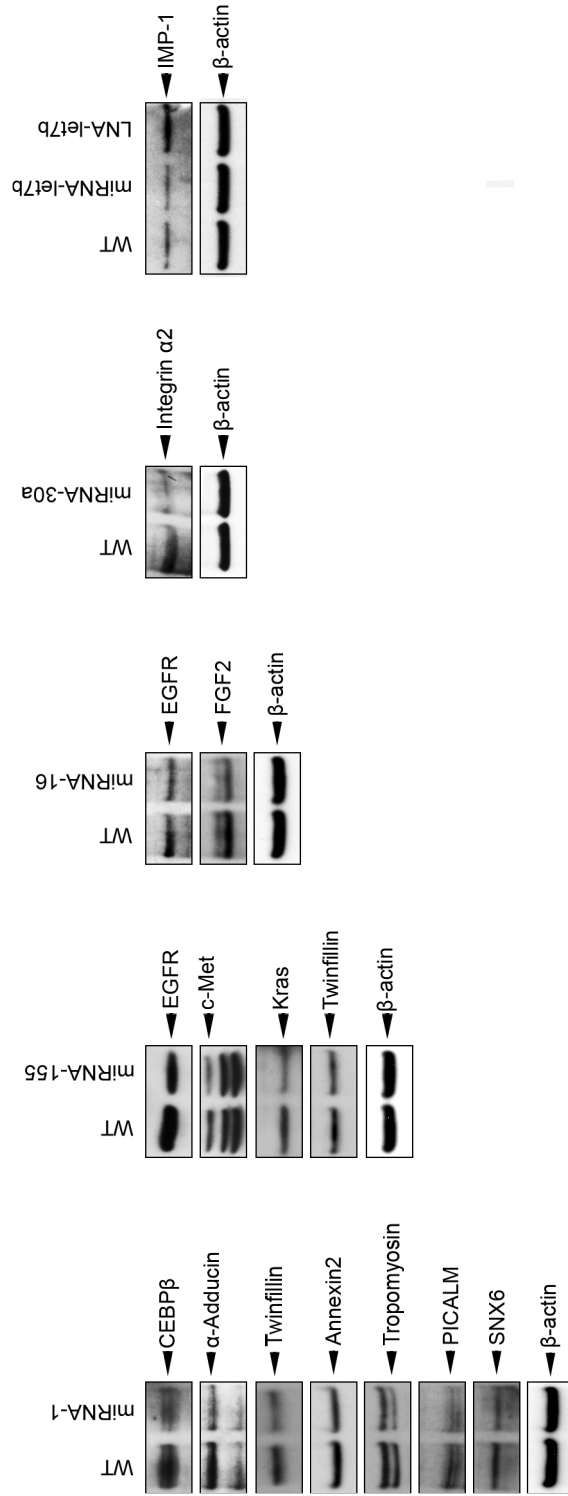 WT
miRNA-1
CEBPβ
α-Adducin
Twinfillin
Annexin2
Tropomyosin
PICALM
SNX6
β-actin
WT
miRNA-155
EGFR
c-Met
Kras
Twinfillin
β-actin
WT
miRNA-16
EGFR
FGF2
β-actin
WT
miRNA-30a
Integrin α2
β-actin
WT
miRNA-let7b
LNA-let7b
IMP-1
β-actin